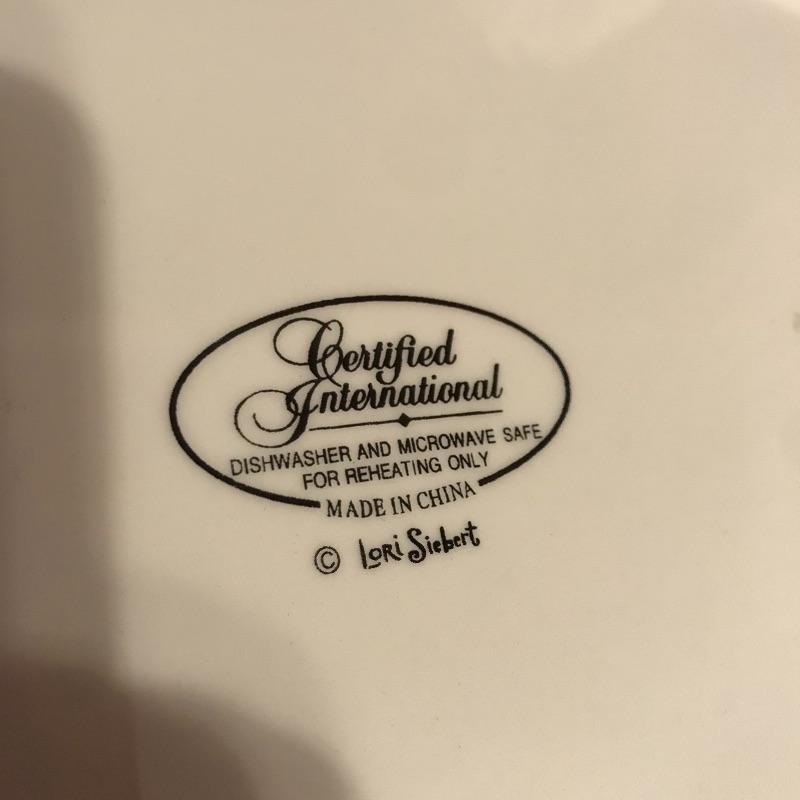 Certified
International
DISHWASHER AND MICROWAVE SAFE
FOR REHEATING ONLY
MADE IN CHINA
© LORi Siebert